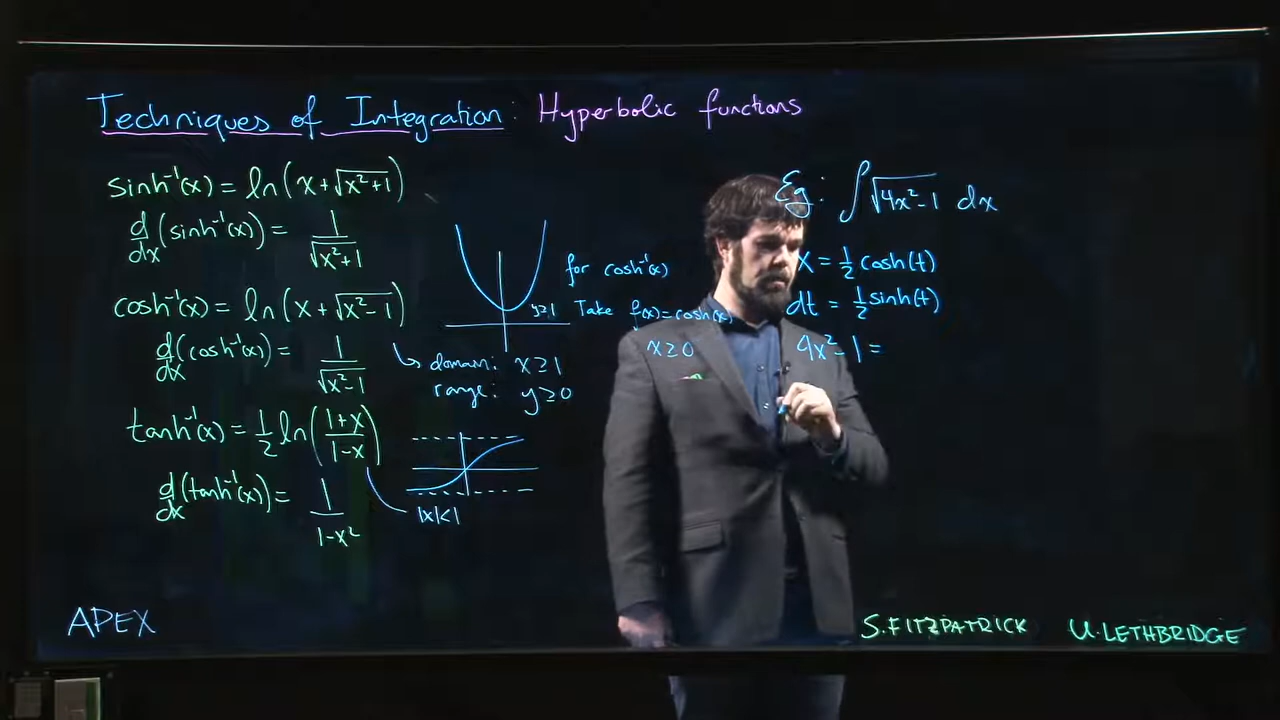 Techniques of Integration: Hyperbolic functions
sinh⁻¹(x) = ln(x+√(x²+1))
d/dx (sinh⁻¹(x)) = 1/√(x²+1)
cosh⁻¹(x) = ln(x+√(x²-1))
d/dx (cosh⁻¹(x)) = 1/√(x²-1)
tanh⁻¹(x) = 1/2 ln((1+x)/(1-x))
d/dx (tanh⁻¹(x)) = 1/(1-x²)
y≥1
for cosh⁻¹(x)
Take f(x)=cosh(x)
x≥0
domain: x≥1
range: y≥0
|x|<1
Eg: ∫√(4x²-1) dx
x = 1/2 cosh(t)
dt = 1/2 sinh(t)
4x²-1 =
APEX
S.FITZPATRICK U.LETHBRIDGE